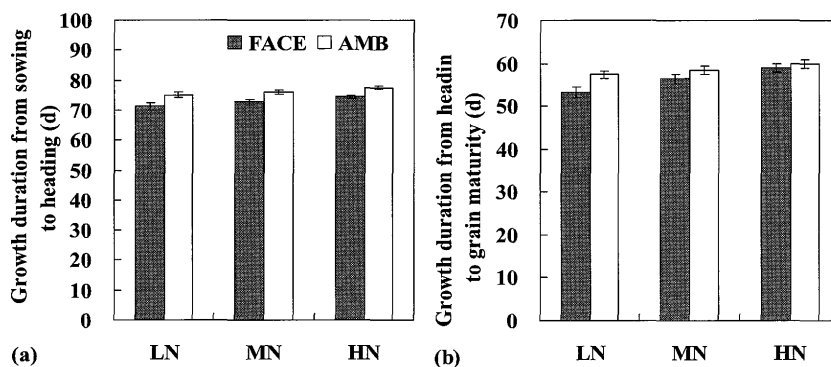 Growth duration from sowing
to heading (d)
100
90
80
70
60
50
40
30
20
10
0
FACE AMB
LN MN HN
(a)
Growth duration from headin
to grain maturity (d)
70
60
50
40
30
20
10
0
LN MN HN
(b)